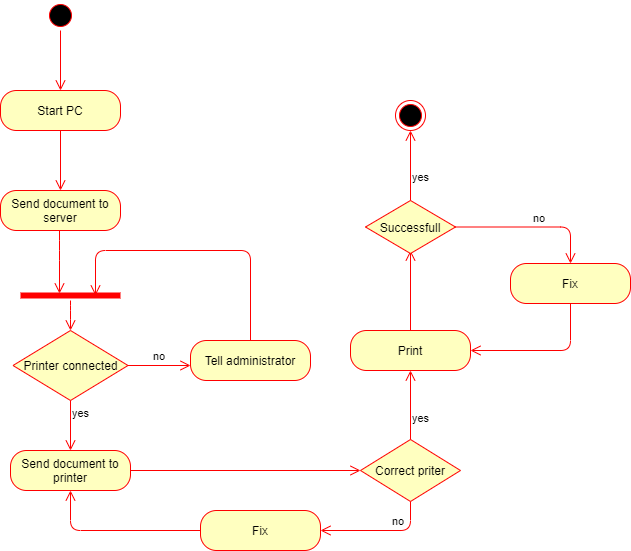 Start PC
Send document to
server
Printer connected
no
Tell administrator
yes
Send document to
printer
Correct priter
no
Fix
yes
Print
Successfull
no
Fix
yes